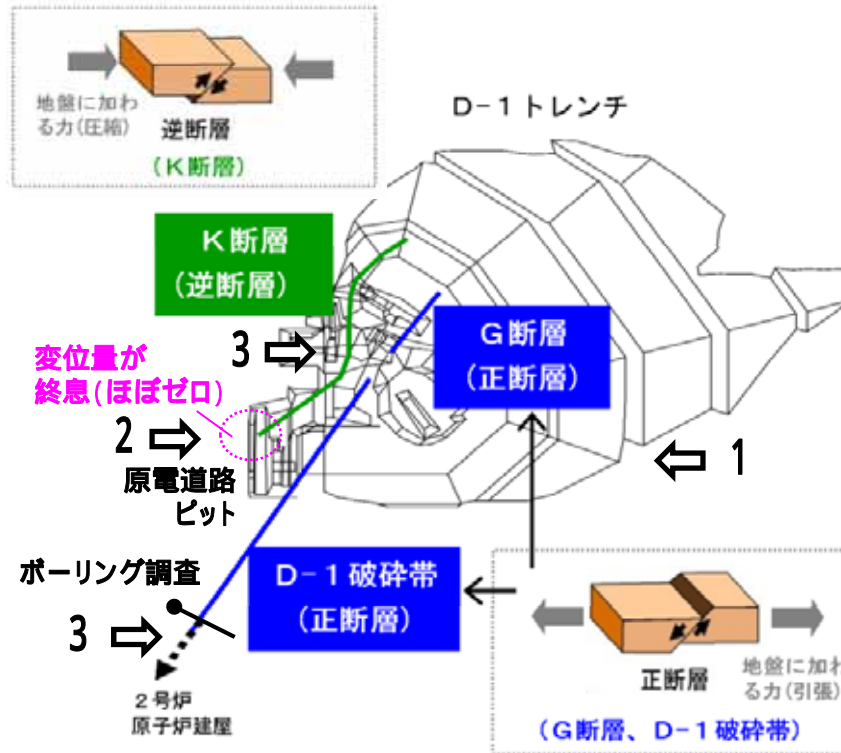 地盤に加わ
る力(圧縮)
逆断層
(K断層)
D-1トレンチ
K断層
(逆断層)
G断層
(正断層)
3
変位量が
終息(ほぼゼロ)
2
原電道路
ピット
1
ボーリング調査
D-1破砕帯
(正断層)
3
2号炉
原子炉建屋
正断層
地盤に加わ
る力(引張)
(G断層、D-1破砕帯)